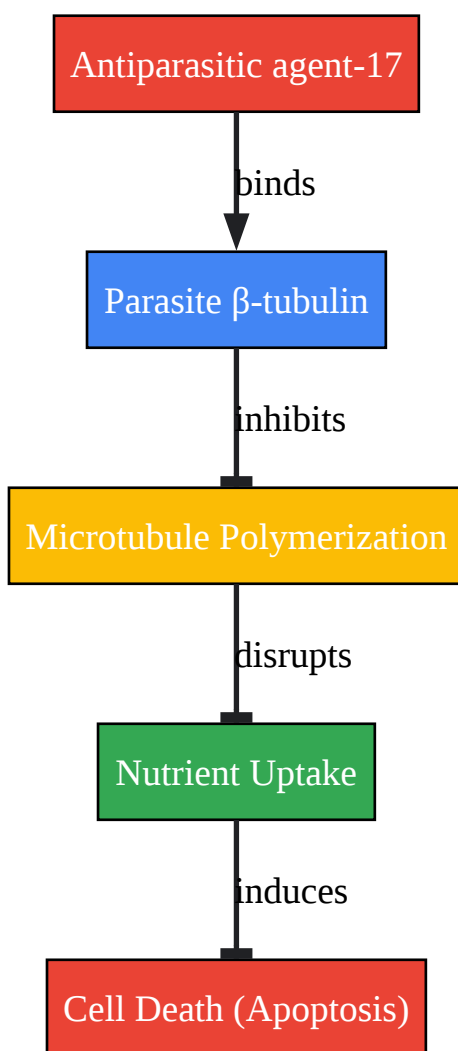 Antiparasitic agent-17
binds
Parasite β-tubulin
inhibits
Microtubule Polymerization
disrupts
Nutrient Uptake
induces
Cell Death (Apoptosis)